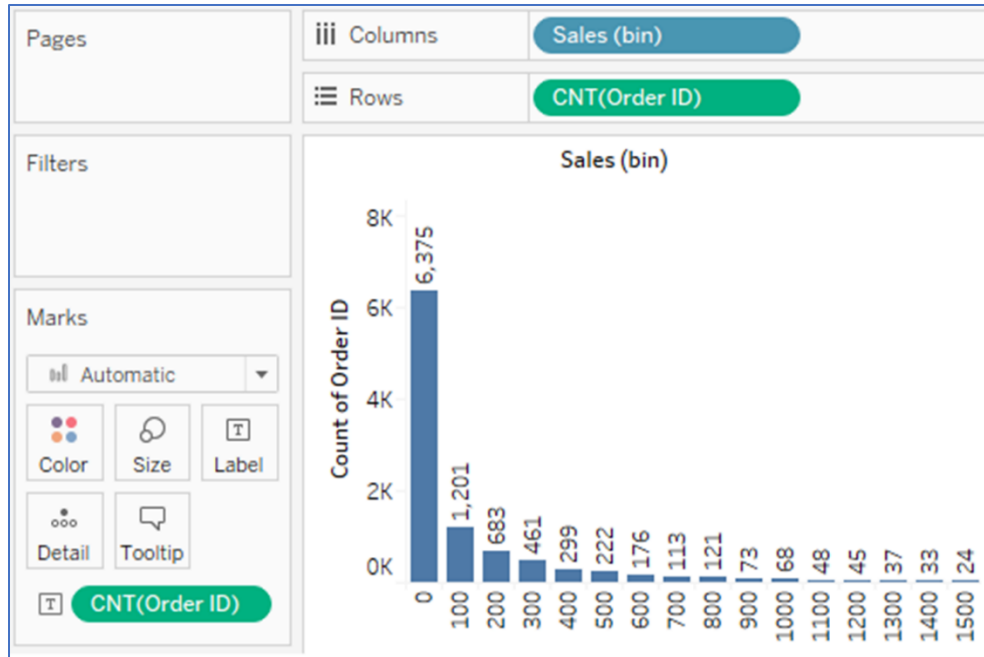 Pages
Columns
Sales (bin)
Rows
CNT(Order ID)
Filters
Marks
Automatic
Color
Size
Label
Detail
Tooltip
CNT(Order ID)
Sales (bin)
Count of Order ID
8K
6K
4K
2K
0K
6,375
1,201
683
461
299
222
176
113
121
73
68
48
45
37
33
24
0
100
200
300
400
500
600
700
800
900
1000
1100
1200
1300
1400
1500